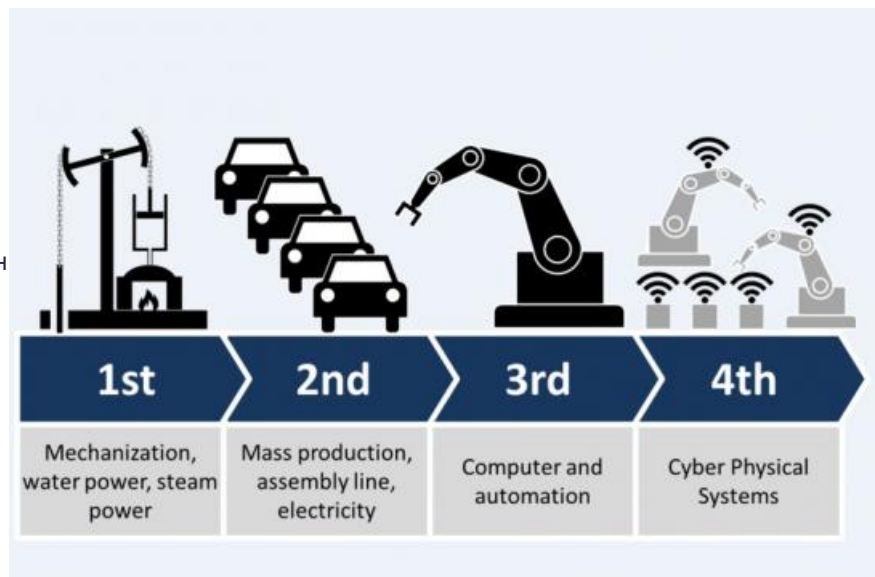 н
1st
2nd
3rd
4th
Mechanization,
water power, steam
power
Mass production,
assembly line,
electricity
Computer and
automation
Cyber Physical
Systems